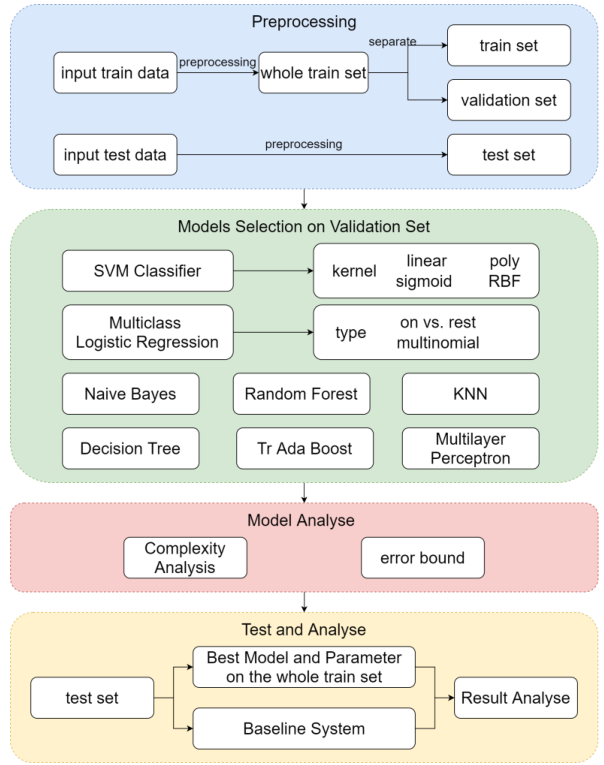 Preprocessing
input train data
preprocessing
whole train set
separate
train set
validation set
input test data
preprocessing
test set
Models Selection on Validation Set
SVM Classifier
kernel
linear
poly
sigmoid
RBF
Multiclass
Logistic Regression
type
on vs. rest
multinomial
Naive Bayes
Random Forest
KNN
Decision Tree
Tr Ada Boost
Multilayer
Perceptron
Model Analyse
Complexity
Analysis
error bound
Test and Analyse
test set
Best Model and Parameter
on the whole train set
Baseline System
Result Analyse